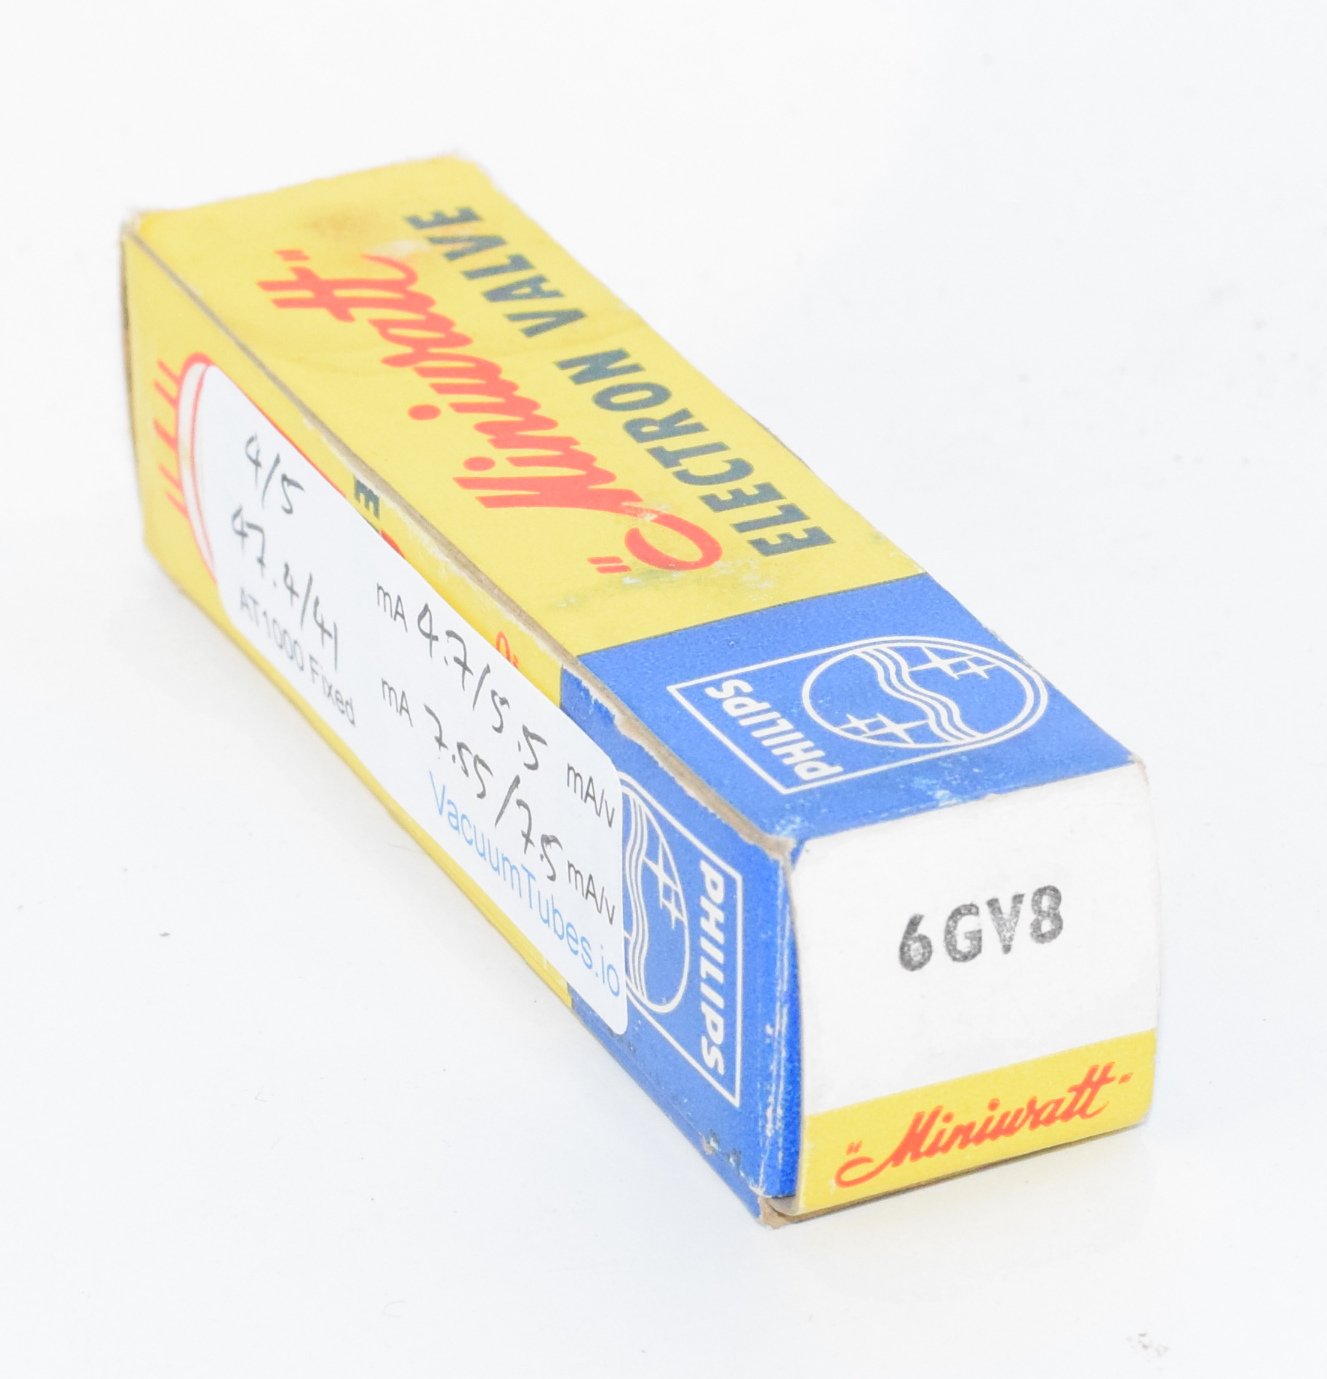 "Miniwatt"
ELECTRON VALVE
PHILIPS
4/5 mA 4.7/5.5 mA/v
47.4/41 mA 7.55/7.5 mA/v
AT1000 Fixed VacuumTubes.io
PHILIPS
6GV8
"Miniwatt"